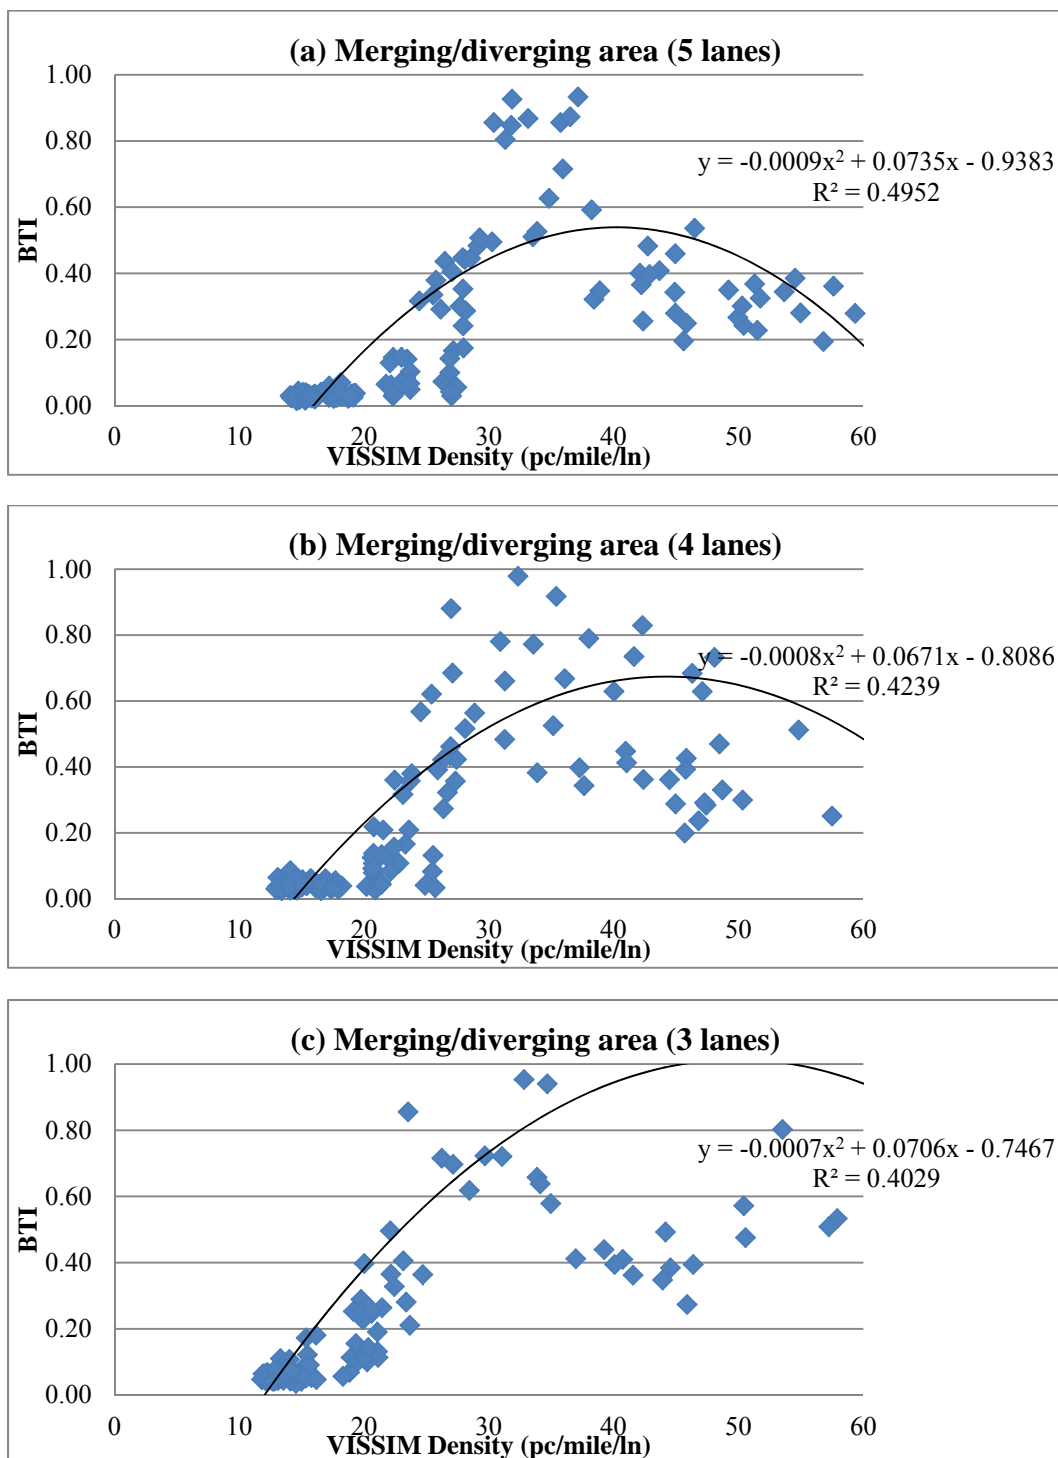 (a) Merging/diverging area (5 lanes)
1.00
0.80
0.60
0.40
0.20
0.00
BTI
y = -0.0009x² + 0.0735x - 0.9383
R² = 0.4952
0 10 20 30 40 50 60
VISSIM Density (pc/mile/ln)
(b) Merging/diverging area (4 lanes)
1.00
0.80
0.60
0.40
0.20
0.00
BTI
y = -0.0008x² + 0.0671x - 0.8086
R² = 0.4239
0 10 20 30 40 50 60
VISSIM Density (pc/mile/ln)
(c) Merging/diverging area (3 lanes)
1.00
0.80
0.60
0.40
0.20
0.00
BTI
y = -0.0007x² + 0.0706x - 0.7467
R² = 0.4029
0 10 20 30 40 50 60
VISSIM Density (pc/mile/ln)